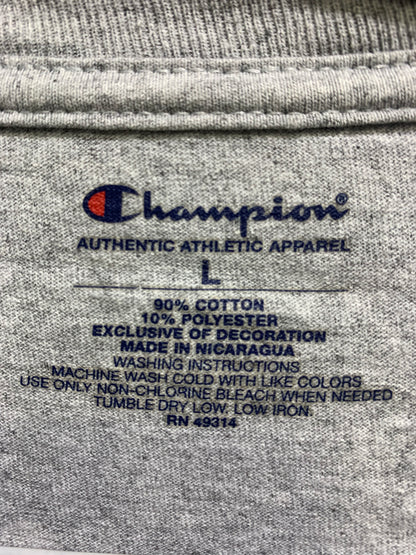 Champion®
AUTHENTIC ATHLETIC APPAREL
L
90% COTTON
10% POLYESTER
EXCLUSIVE OF DECORATION
MADE IN NICARAGUA
WASHING INSTRUCTIONS
MACHINE WASH COLD WITH LIKE COLORS
USE ONLY NON-CHLORINE BLEACH WHEN NEEDED
TUMBLE DRY LOW. LOW IRON.
RN 49314